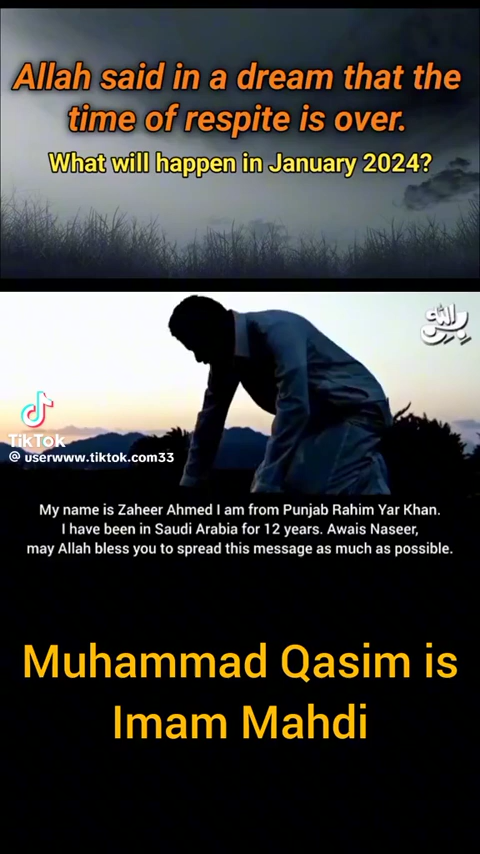 Allah said in a dream that the
time of respite is over.
What will happen in January 2024?
بسم الله
TikTok
@ userwww.tiktok.com33
My name is Zaheer Ahmed I am from Punjab Rahim Yar Khan.
I have been in Saudi Arabia for 12 years. Awais Naseer,
may Allah bless you to spread this message as much as possible.
Muhammad Qasim is
Imam Mahdi